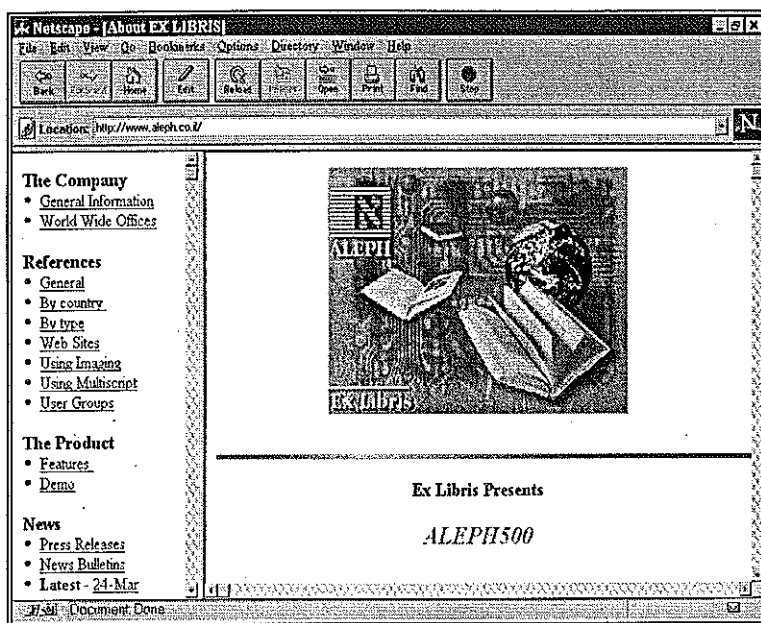 Netscape - [About EX LIBRIS]
File Edit View Go Bookmarks Options Directory Window Help
Back Forward Home Edit Reload Images Open Print Find Stop
Location: http://www.aleph.co.il/
N
The Company
• General Information
• World Wide Offices
References
• General
• By country
• By type
• Web Sites
• Using Imaging
• Using Multiscript
• User Groups
The Product
• Features
• Demo
News
• Press Releases
• News Bulletins
• Latest - 24-Mar
ALEPH
Ex Libris
Ex Libris Presents
ALEPH500
Document Done